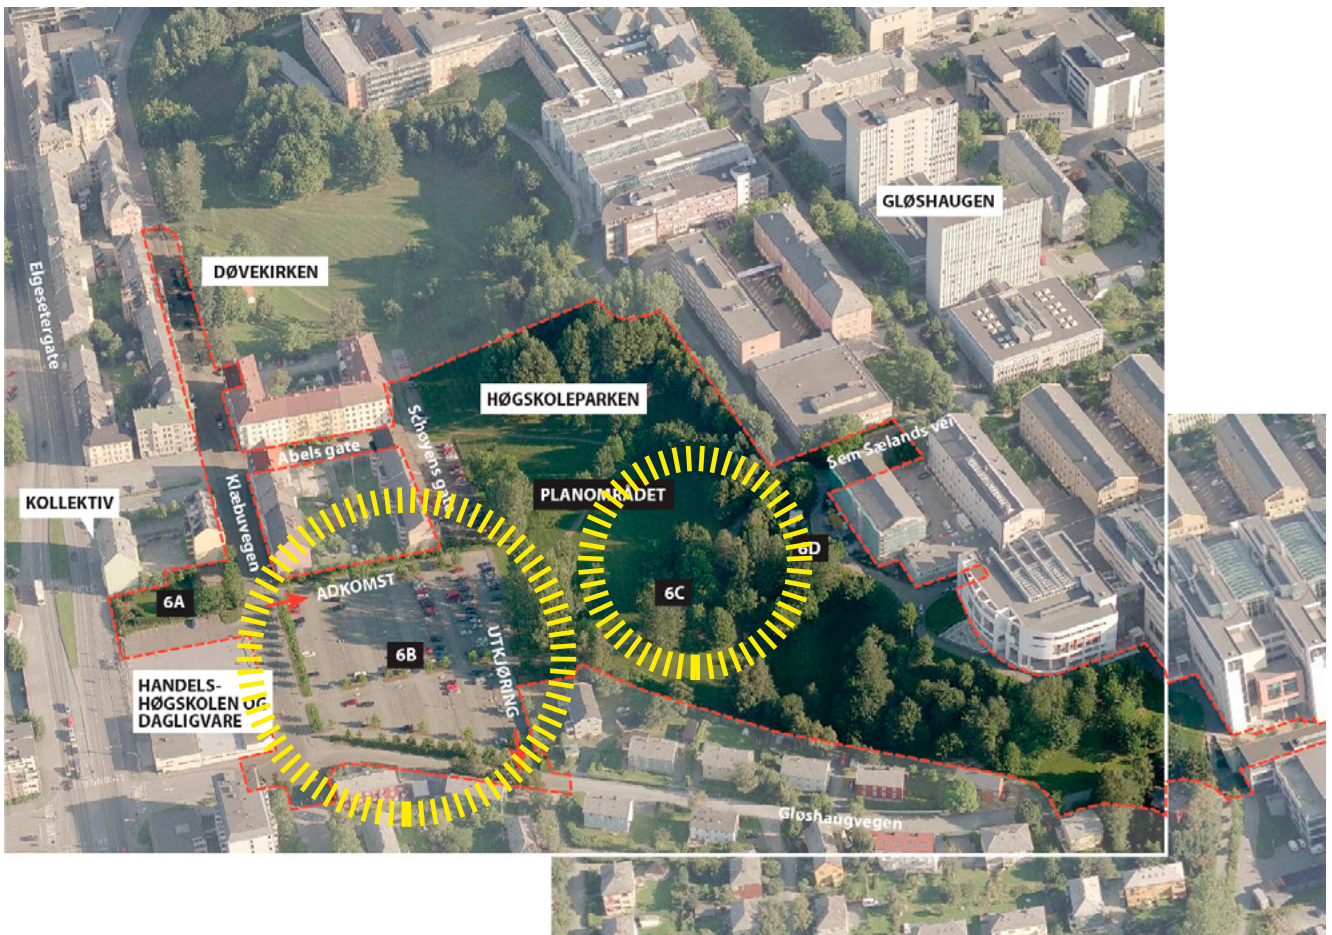 GLØSHAUGEN
DØVEKIRKEN
Elgesetergate
HØGSKOLEPARKEN
Schøyens gate
Abels gate
Sem Sælands vei
KOLLEKTIV
Klæbuvegen
PLANOMRÅDET
6D
ADKOMST
6A
6C
6B
UTKJØRING
HANDELS-
HØGSKOLEN OG
DAGLIGVARE
Gløshaugvegen